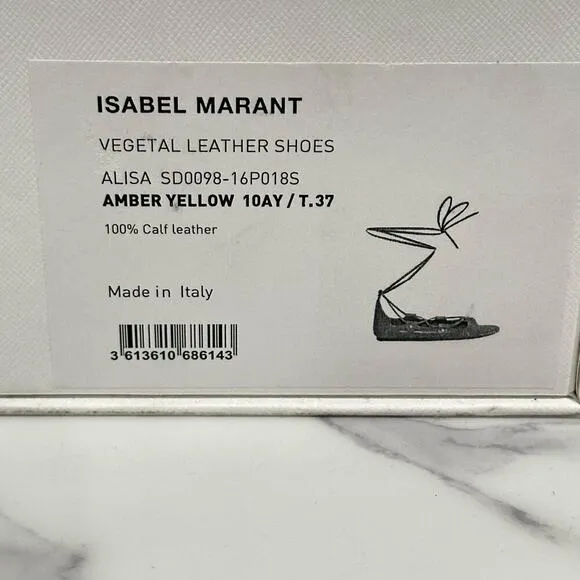 ISABEL MARANT
VEGETAL LEATHER SHOES
ALISA SD0098-16P018S
AMBER YELLOW 10AY / T.37
100% Calf leather
Made in Italy
3 613610 686143